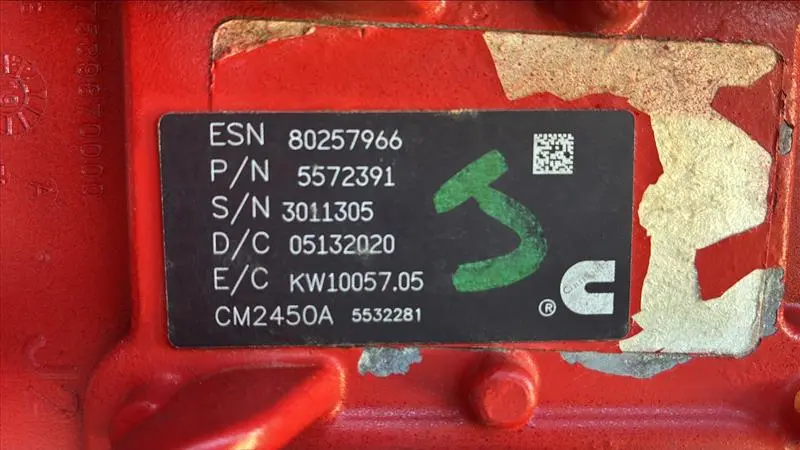 ESN 80257966
P/N 5572391
S/N 3011305
D/C 05132020
E/C KW10057.05
CM2450A 5532281
®